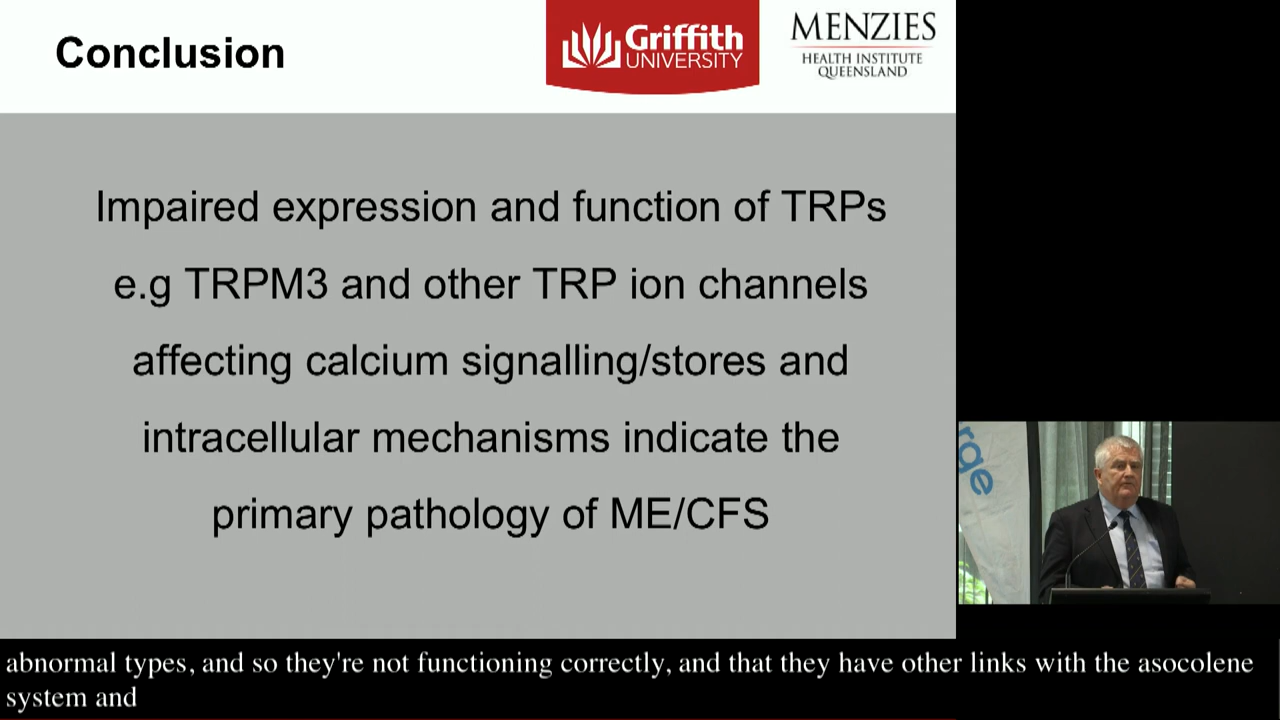 Conclusion
Griffith
UNIVERSITY
MENZIES
HEALTH INSTITUTE
QUEENSLAND
Impaired expression and function of TRPs
e.g TRPM3 and other TRP ion channels
affecting calcium signalling/stores and
intracellular mechanisms indicate the
primary pathology of ME/CFS
rge
abnormal types, and so they're not functioning correctly, and that they have other links with the asocolene
system and